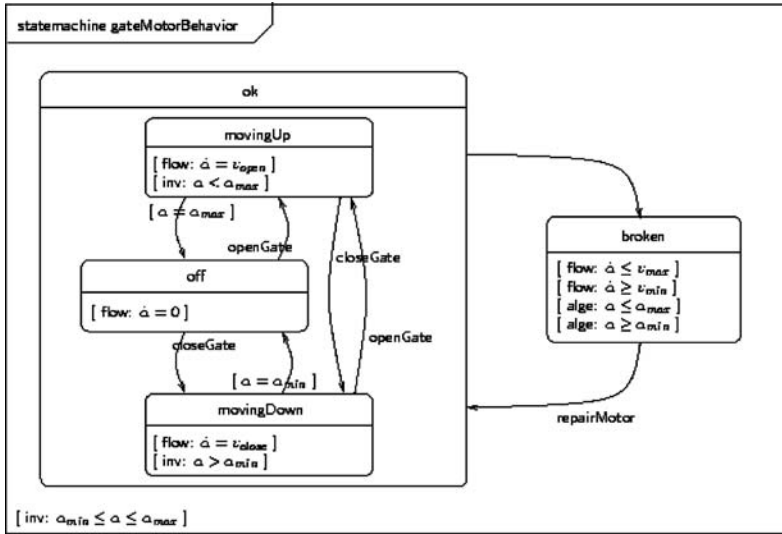 statemachine gateMotorBehavior
ok
movingUp
[ flow: ȧ = v_open ]
[ inv: a < a_max ]
[ a = a_max ]
openGate
closeGate
off
[ flow: ȧ = 0 ]
closeGate
openGate
[ a = a_min ]
movingDown
[ flow: ȧ = v_close ]
[ inv: a > a_min ]
broken
[ flow: ȧ ≤ v_max ]
[ flow: ȧ ≥ v_min ]
[ alge: a ≤ a_max ]
[ alge: a ≥ a_min ]
repairMotor
[ inv: a_min ≤ a ≤ a_max ]